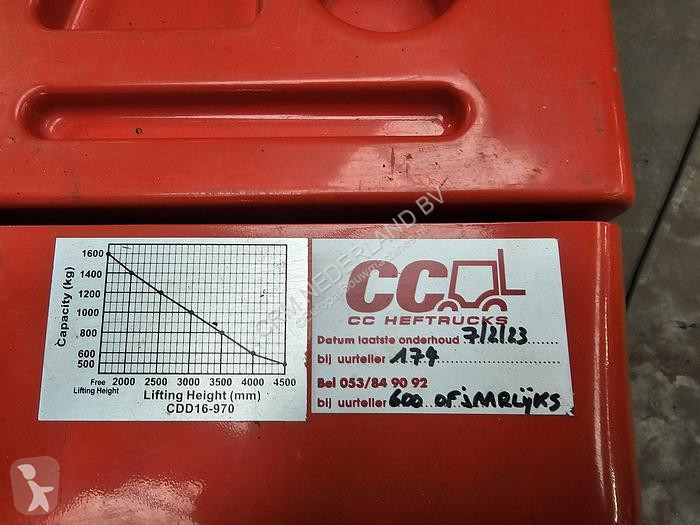 Capacity (kg)
1600
1400
1200
1000
800
600
500
Free
Lifting Height
2000 2500 3000 3500 4000 4500
Lifting Height (mm)
CDD16-970
CC
CC HEFTRUCKS
Datum laatste onderhoud 7/2/23
bij uurteller 174
Bel 053/84 90 92
bij uurteller 600 OF JAARLIJKS
NEDERLAND BV